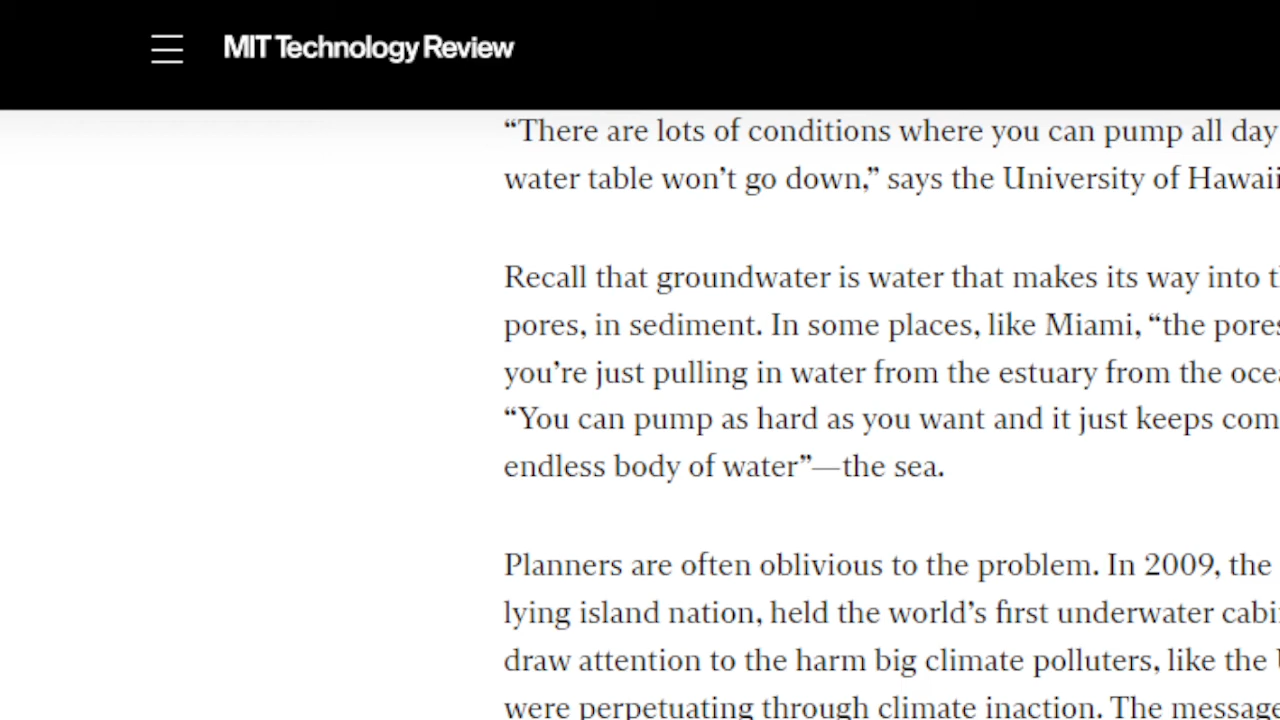 MIT Technology Review
“There are lots of conditions where you can pump all day
water table won’t go down,” says the University of Hawaii
Recall that groundwater is water that makes its way into
pores, in sediment. In some places, like Miami, “the pores
you’re just pulling in water from the estuary from the
“You can pump as hard as you want and it just keeps
endless body of water”—the sea.
Planners are often oblivious to the problem. In 2009, the
lying island nation, held the world’s first underwater
draw attention to the harm big climate polluters, like the
were perpetuating through climate inaction. The message